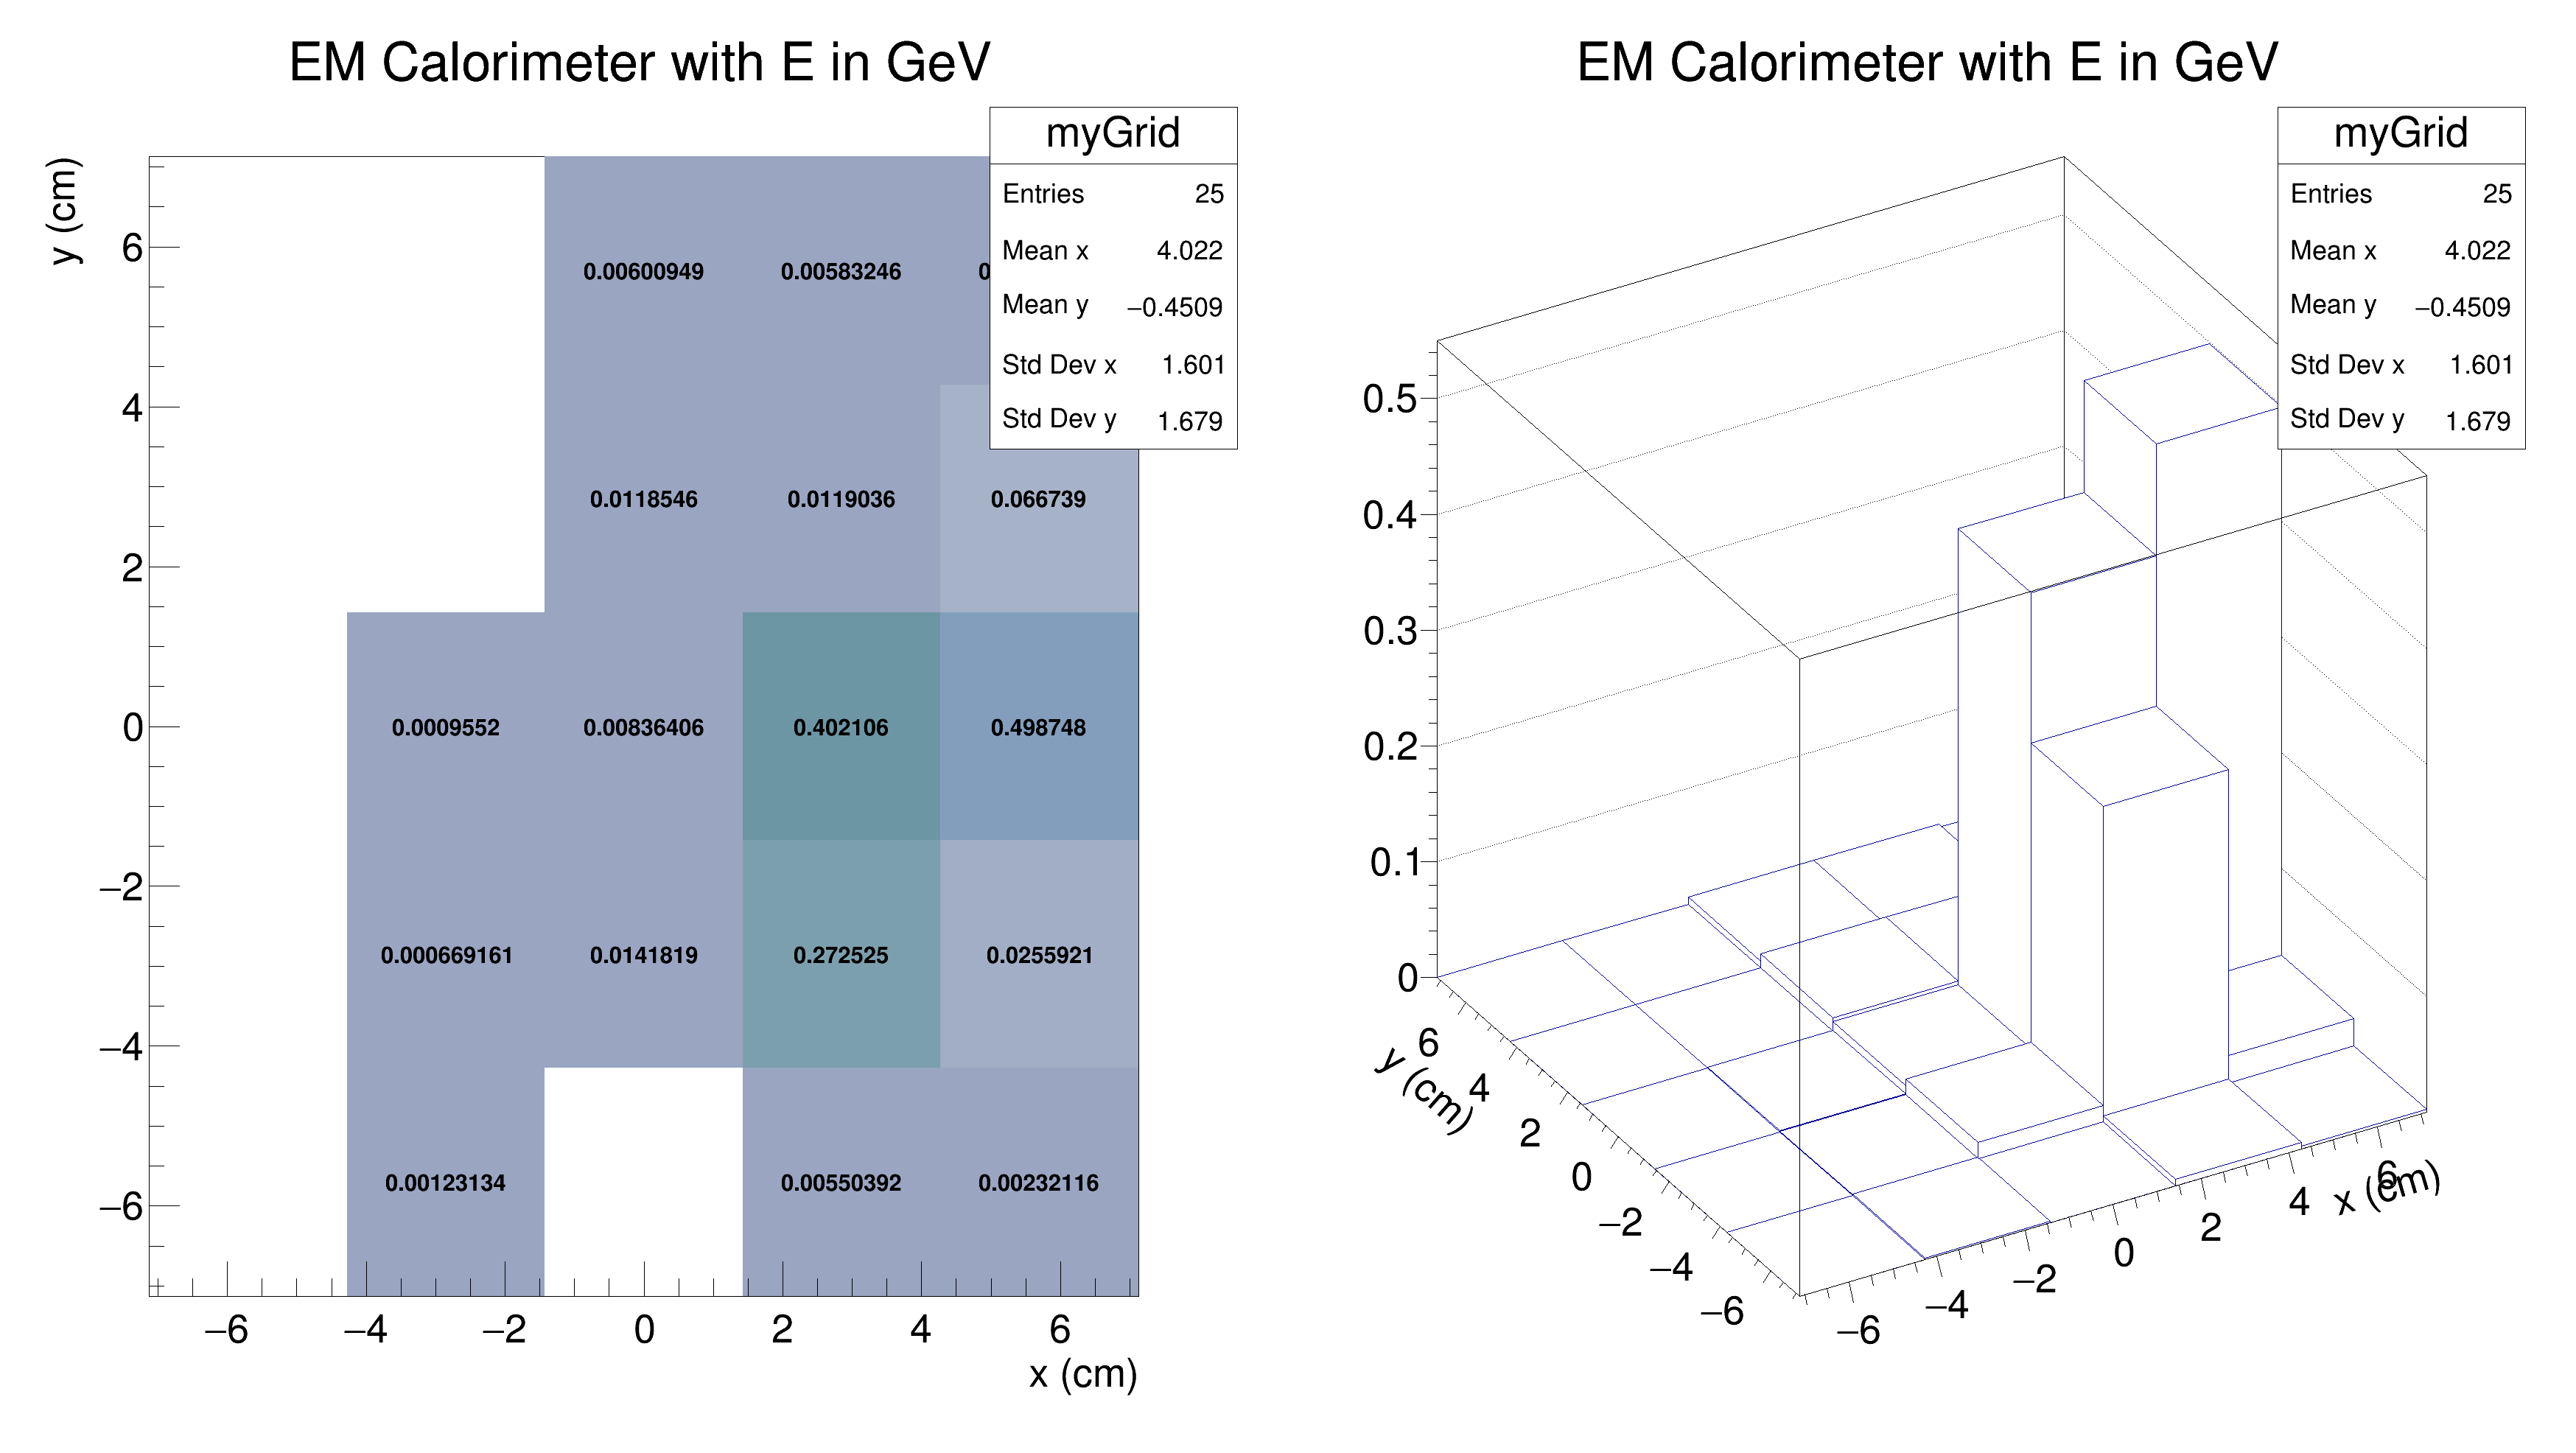 EM Calorimeter with E in GeV
myGrid
Entries 25
Mean x 4.022
Mean y −0.4509
Std Dev x 1.601
Std Dev y 1.679
y (cm)
6
4
2
0
−2
−4
−6
0.00600949 0.00583246
0.0118546 0.0119036 0.066739
0.0009552 0.00836406 0.402106 0.498748
0.000669161 0.0141819 0.272525 0.0255921
0.00123134 0.00550392 0.00232116
−6 −4 −2 0 2 4 6
x (cm)
EM Calorimeter with E in GeV
myGrid
Entries 25
Mean x 4.022
Mean y −0.4509
Std Dev x 1.601
Std Dev y 1.679
0.5
0.4
0.3
0.2
0.1
0
6
4
2
0
−2
−4
−6
y (cm)
−6 −4 −2 0 2 4 6
x (cm)